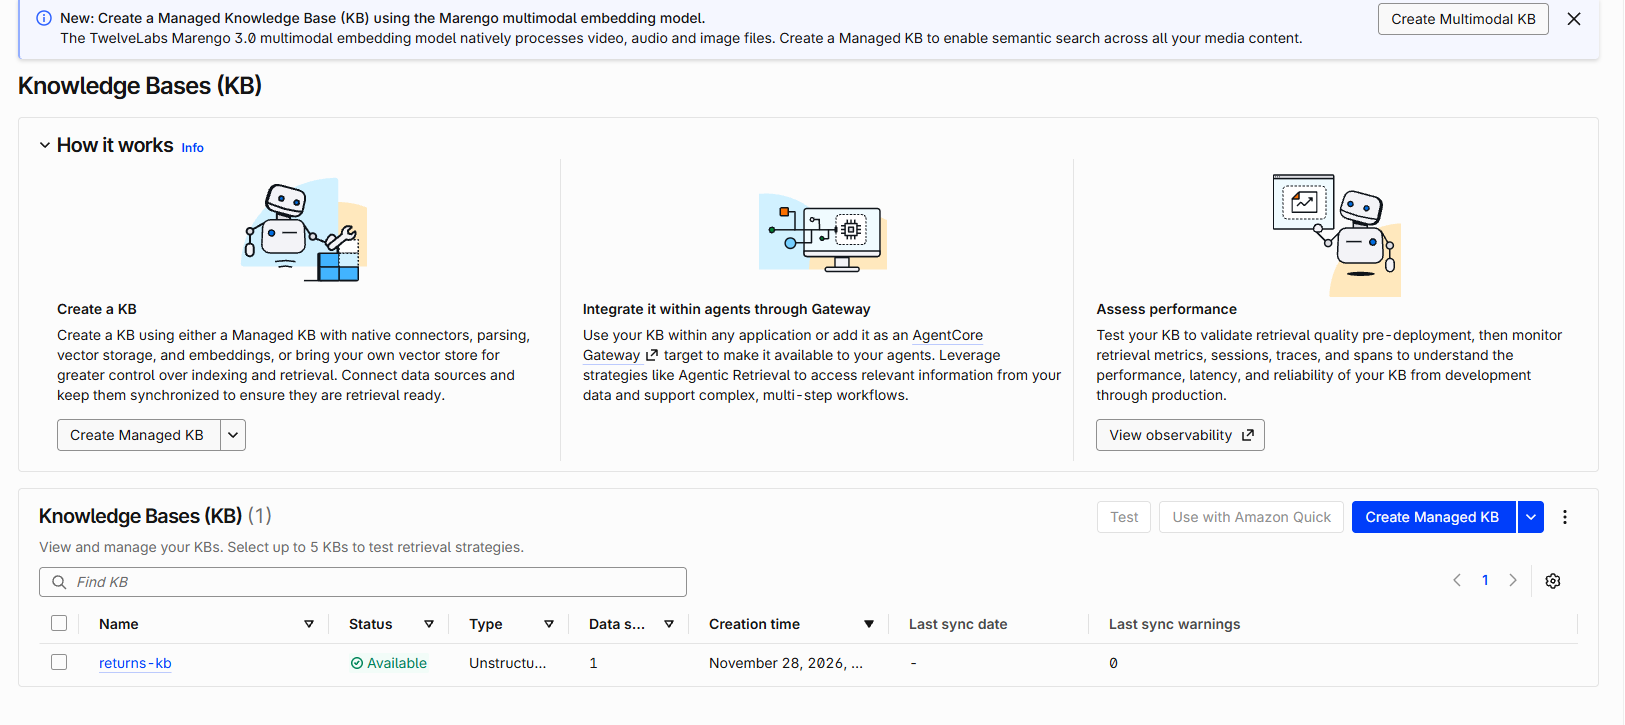 New: Create a Managed Knowledge Base (KB) using the Marengo multimodal embedding model.
The TwelveLabs Marengo 3.0 multimodal embedding model natively processes video, audio and image files. Create a Managed KB to enable semantic search across all your media content.
Create Multimodal KB
Knowledge Bases (KB)
How it works Info
Create a KB
Create a KB using either a Managed KB with native connectors, parsing,
vector storage, and embeddings, or bring your own vector store for
greater control over indexing and retrieval. Connect data sources and
keep them synchronized to ensure they are retrieval ready.
Create Managed KB
Integrate it within agents through Gateway
Use your KB within any application or add it as an AgentCore
Gateway target to make it available to your agents. Leverage
strategies like Agentic Retrieval to access relevant information from your
data and support complex, multi-step workflows.
Assess performance
Test your KB to validate retrieval quality pre-deployment, then monitor
retrieval metrics, sessions, traces, and spans to understand the
performance, latency, and reliability of your KB from development
through production.
View observability
Knowledge Bases (KB) (1)
Test
Use with Amazon Quick
Create Managed KB
View and manage your KBs. Select up to 5 KBs to test retrieval strategies.
Find KB
1
Name Status Type Data s... Creation time Last sync date Last sync warnings
returns-kb Available Unstructu... 1 November 28, 2026, ... - 0